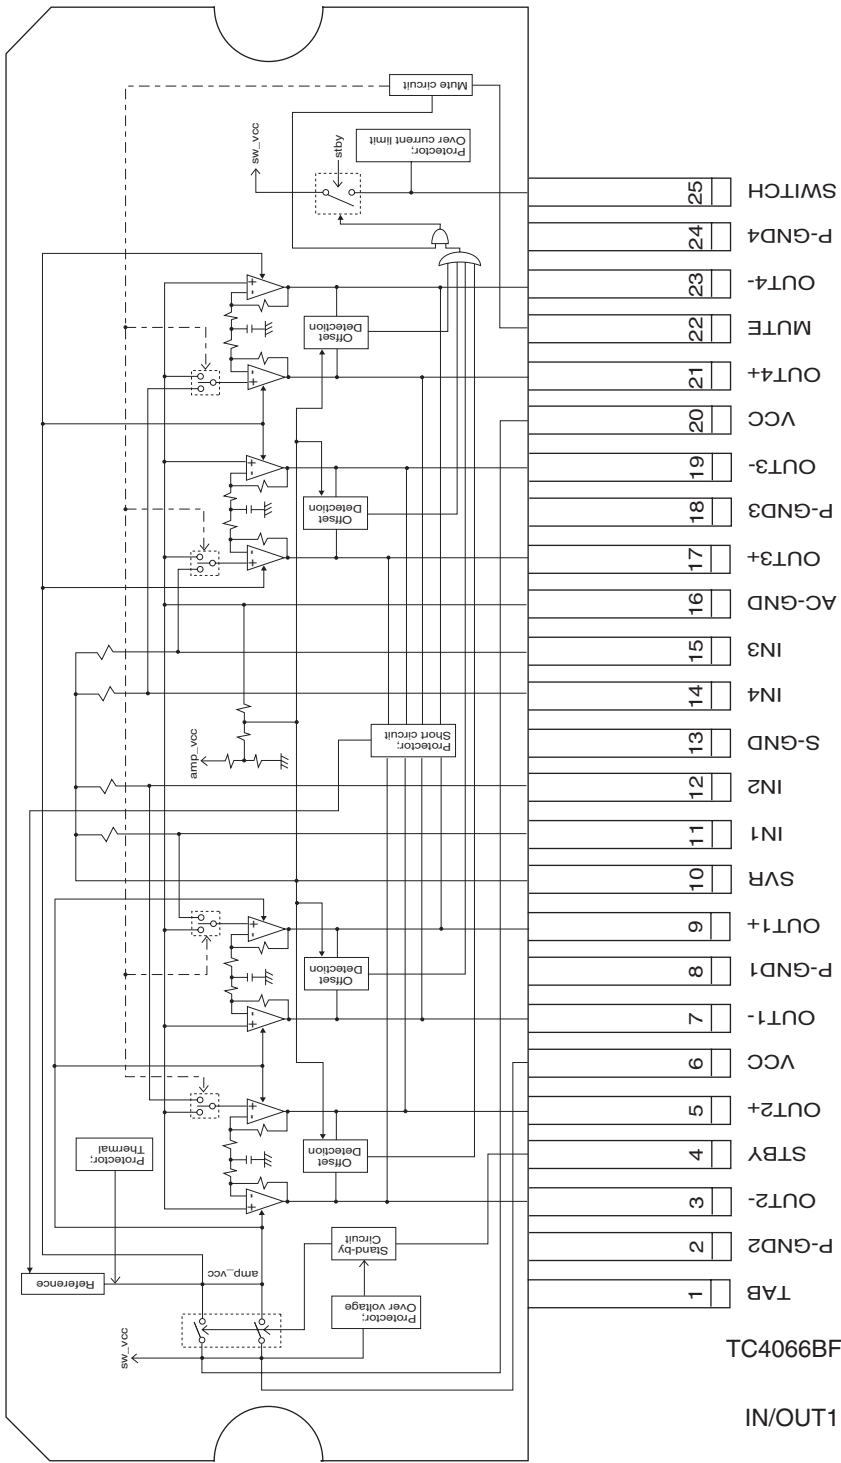 Mute circuit
sw_vcc
stby
Protector;
Over current limit
25 SWITCH
24 P-GND4
23 OUT4-
22 MUTE
21 OUT4+
20 VCC
19 OUT3-
18 P-GND3
17 OUT3+
16 AC-GND
15 IN3
14 IN4
13 S-GND
12 IN2
11 IN1
10 SVR
9 OUT1+
8 P-GND1
7 OUT1-
6 VCC
5 OUT2+
4 STBY
3 OUT2-
2 P-GND2
1 TAB
+
-
-
+
Offset
Detection
+
-
-
+
Offset
Detection
amp_vcc
Protector;
Short circuit
+
-
-
+
Offset
Detection
+
-
-
+
Offset
Detection
Protector;
Thermal
Stand-by
Circuit
Reference
amp_vcc
Protector;
Over voltage
sw_vcc
TC4066BF
IN/OUT1